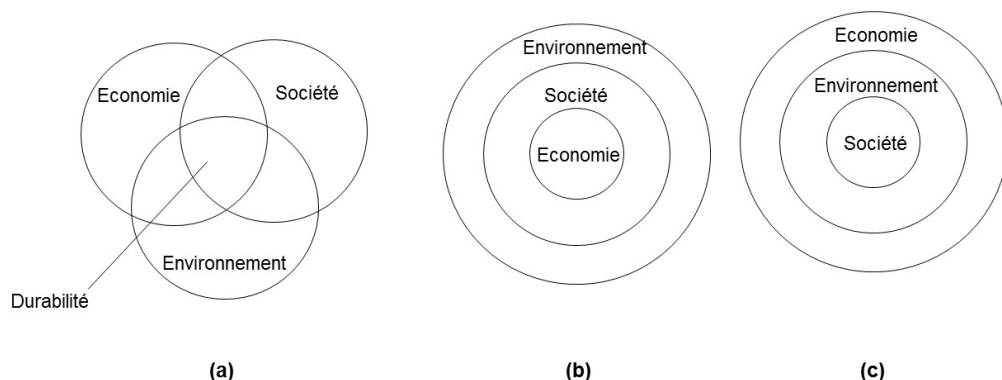 Economie
Société
Environnement
Durabilité
(a)
Environnement
Société
Economie
(b)
Economie
Environnement
Société
(c)